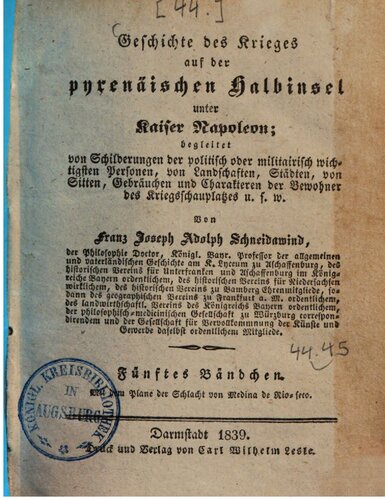 [44.]
Geschichte des Krieges
auf der
pyrenäischen Halbinsel
unter
Kaiser Napoleon;
begleitet
von Schilderungen der politisch oder militairisch wich-
tigsten Personen, von Landschaften, Städten, von
Sitten, Gebräuchen und Charakteren der Bewohner
des Kriegsschauplatzes u. s. w.
Von
Franz Joseph Adolph Schneidawind,
der Philosophie Doctor, Königl. Bayr. Professor der allgemeinen
und vaterländischen Geschichte am K. Lyceum zu Aschaffenburg, des
historischen Vereins für Unterfranken und Aschaffenburg im König-
reich Bayern ordentlichem, des historischen Vereins für Niedersachsen
wirklichem, des historischen Vereins zu Bamberg Ehrenmitgliede, so-
dann des geographischen Vereins zu Frankfurt a. M. ordentlichem,
des landwirthschaftl. Vereins des Königreichs Bayern ordentlichem,
der philosophisch-medicinischen Gesellschaft zu Würzburg correspon-
direndem und der Gesellschaft für Vervollkommnung der Künste und
Gewerbe daselbst ordentlichem Mitgliede.
44.45
Fünftes Bändchen.
Mit dem Plane der Schlacht von Medina de Rio-seco.
KÖNIGL. KREISBIBLIOTHEK
IN
AUGSBURG
Darmstadt 1839.
Druck und Verlag von Carl Wilhelm Leske.